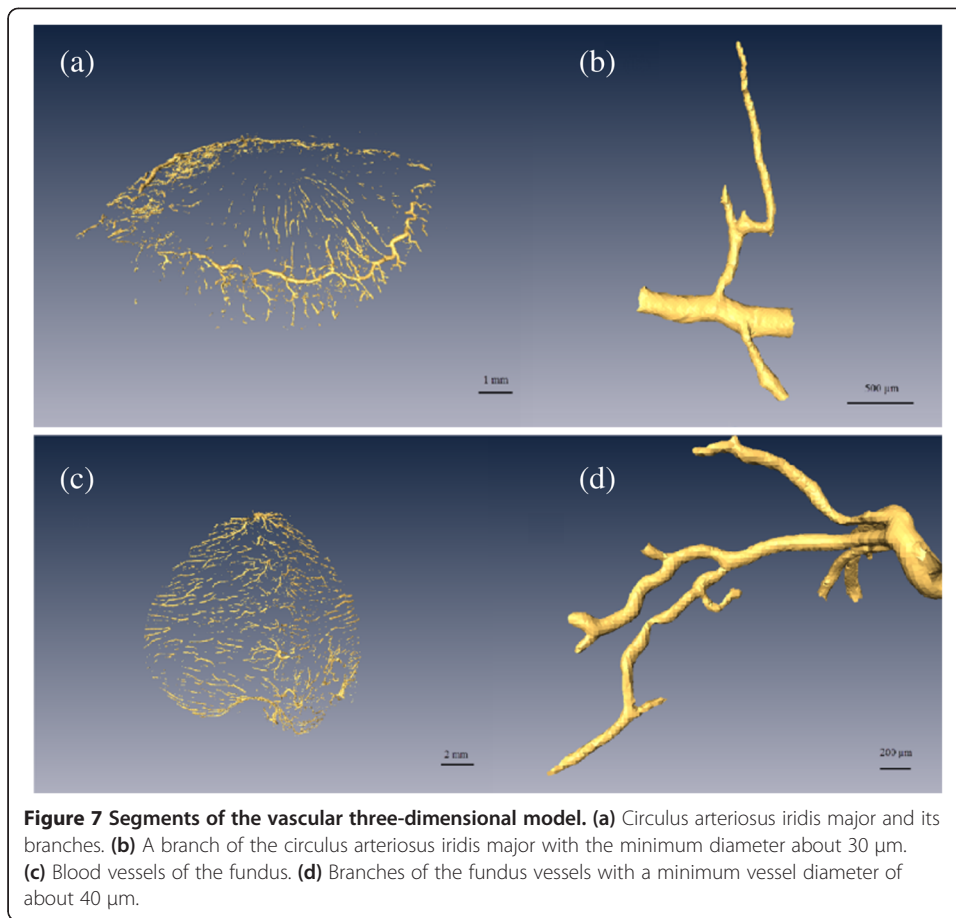 (a)
(b)
1 mm
500 µm
(c)
(d)
2 mm
200 µm
Figure 7 Segments of the vascular three-dimensional model. (a) Circulus arteriosus iridis major and its
branches. (b) A branch of the circulus arteriosus iridis major with the minimum diameter about 30 µm.
(c) Blood vessels of the fundus. (d) Branches of the fundus vessels with a minimum vessel diameter of
about 40 µm.